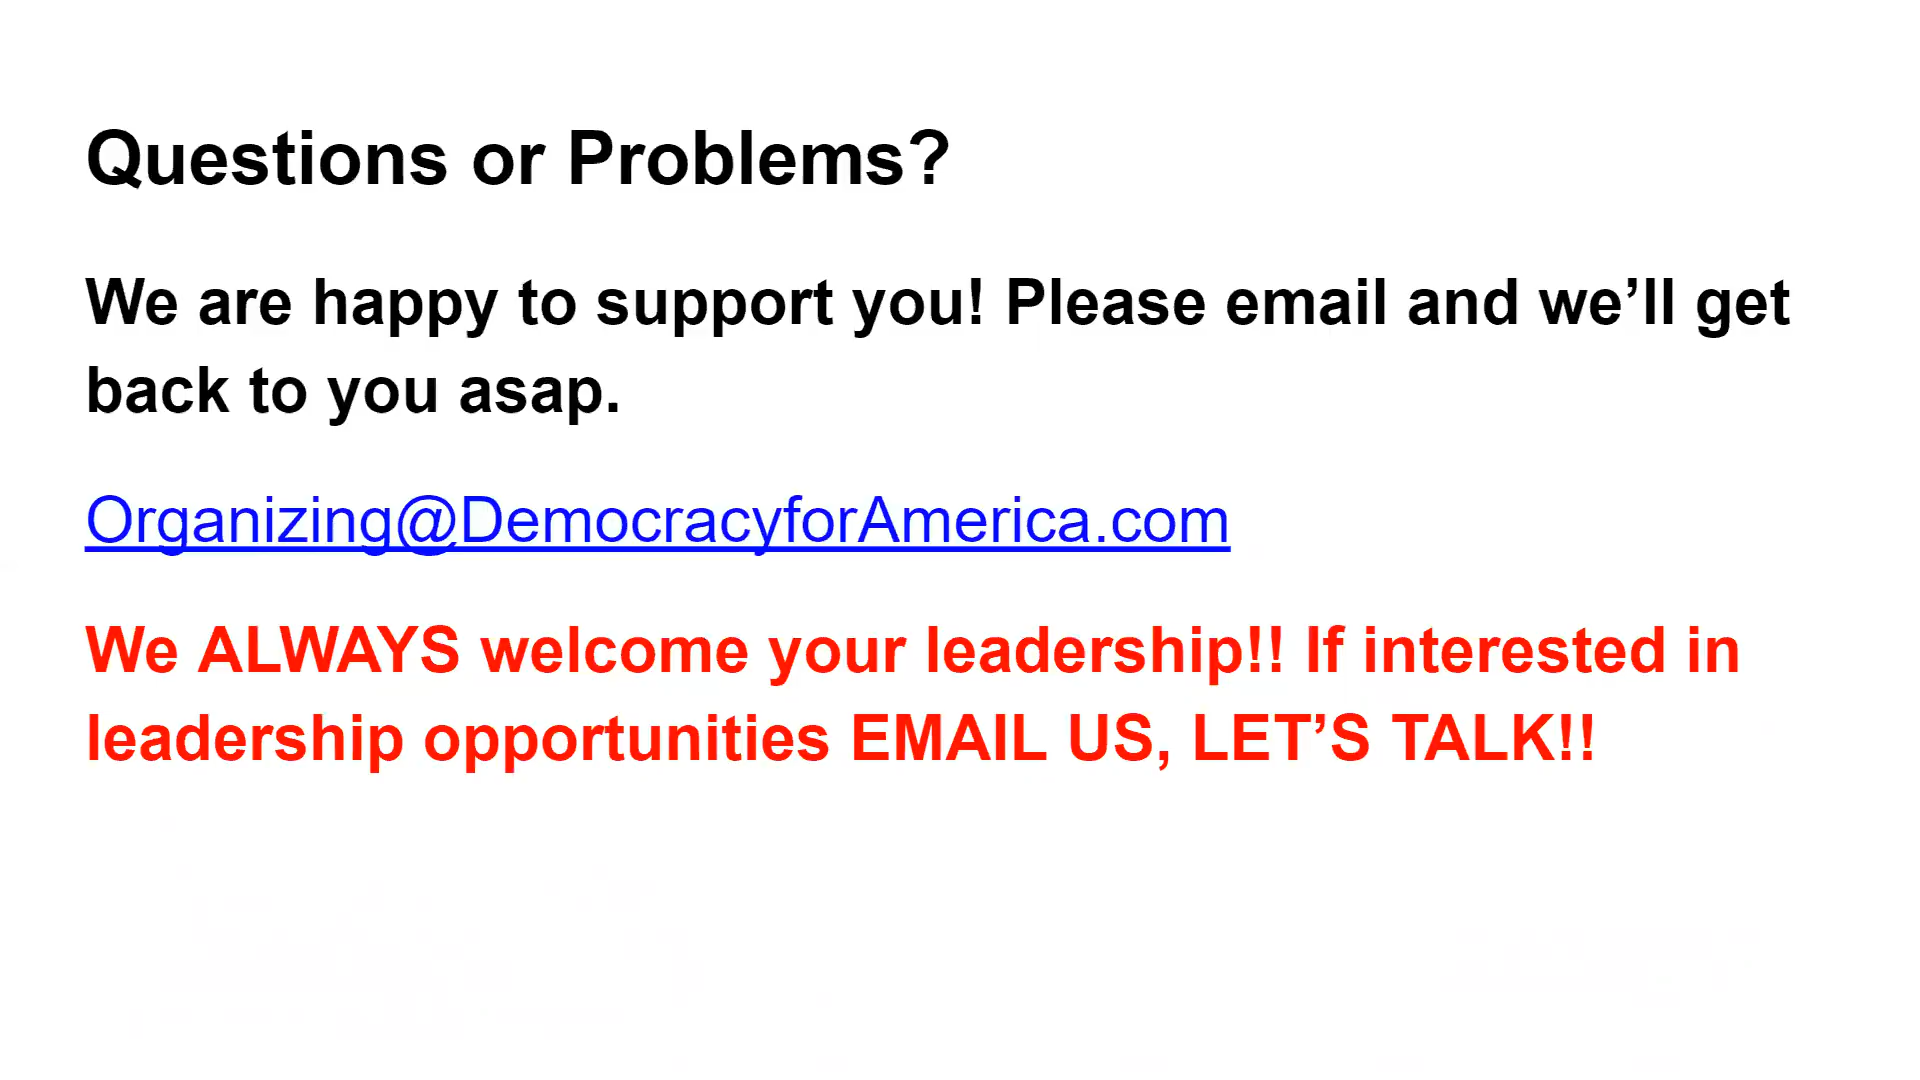 Questions or Problems?
We are happy to support you! Please email and we’ll get
back to you asap.
Organizing@DemocracyforAmerica.com
We ALWAYS welcome your leadership!! If interested in
leadership opportunities EMAIL US, LET’S TALK!!